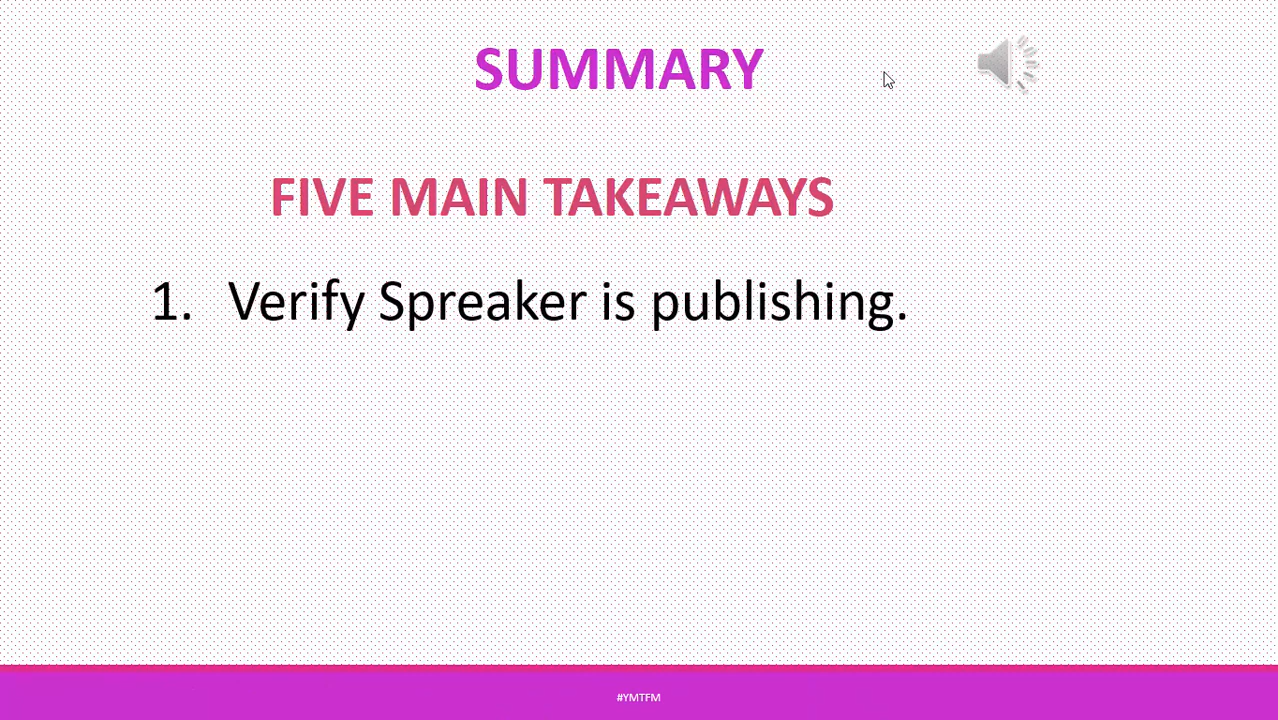 SUMMARY
FIVE MAIN TAKEAWAYS
1. Verify Spreaker is publishing.
#YMTFM